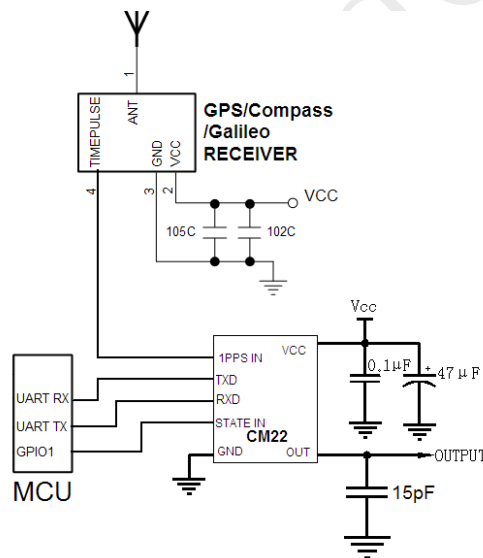 1
ANT
TIMEPULSE
GND
VCC
4
3
2
GPS/Compass
/Galileo
RECEIVER
VCC
105C
102C
Vcc
1PPS IN
VCC
0.1μF
+
47μF
UART RX
TXD
UART TX
RXD
GPIO1
STATE IN
CM22
GND
OUT
OUTPUT
MCU
15pF